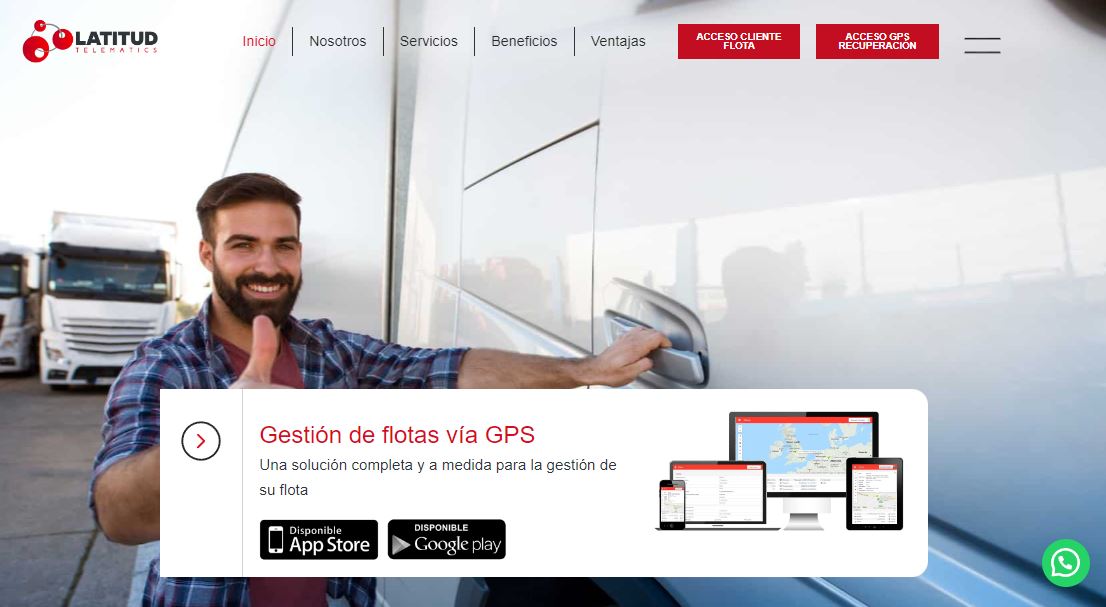 LATITUD
TELEMATICS
Inicio
Nosotros
Servicios
Beneficios
Ventajas
ACCESO CLIENTE
FLOTA
ACCESO GPS
RECUPERACIÓN
Gestión de flotas vía GPS
Una solución completa y a medida para la gestión de
su flota
Disponible
App Store
DISPONIBLE
Google play